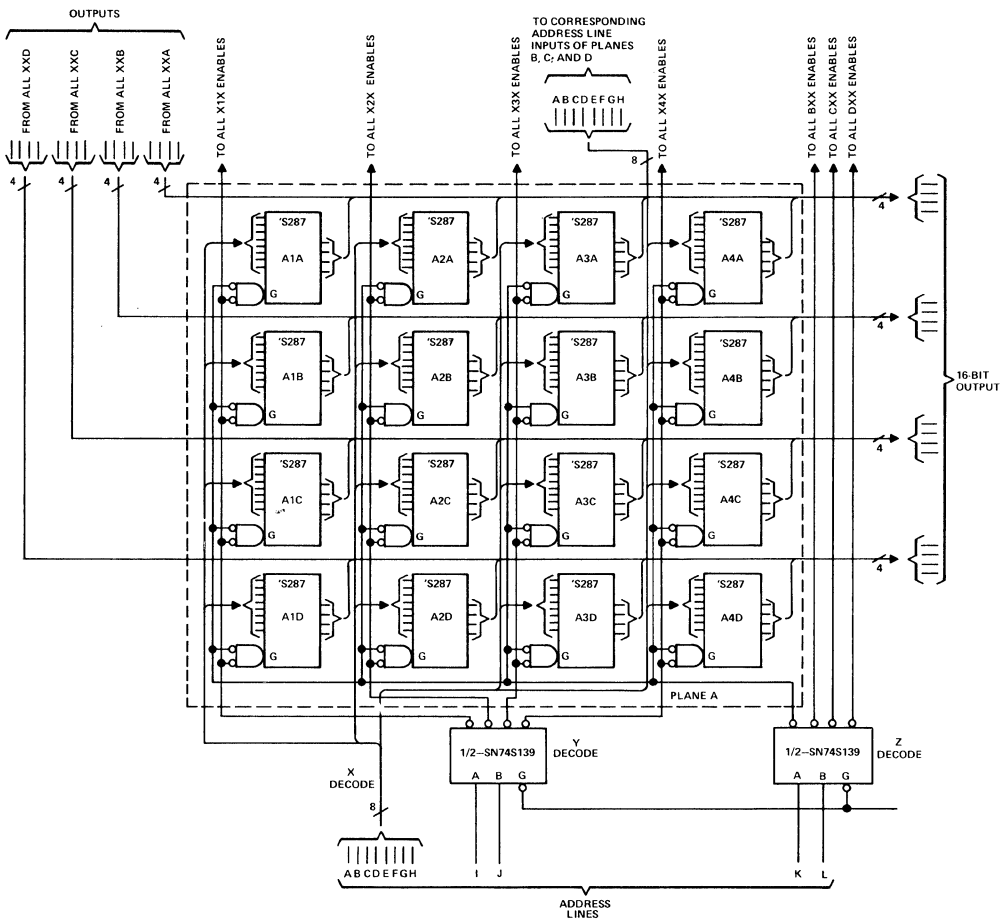 OUTPUTS
FROM ALL XXD
FROM ALL XXC
FROM ALL XXB
FROM ALL XXA
TO ALL X1X ENABLES
TO ALL X2X ENABLES
TO ALL X3X ENABLES
TO CORRESPONDING
ADDRESS LINE
INPUTS OF PLANES
B, C, AND D
A B C D E F G H
TO ALL X4X ENABLES
TO ALL BXX ENABLES
TO ALL CXX ENABLES
TO ALL DXX ENABLES
8
4
4
4
4
4
'S287
A1A
G
'S287
A2A
G
'S287
A3A
G
'S287
A4A
G
4
'S287
A1B
G
'S287
A2B
G
'S287
A3B
G
'S287
A4B
G
16-BIT
OUTPUT
4
'S287
A1C
G
'S287
A2C
G
'S287
A3C
G
'S287
A4C
G
4
'S287
A1D
G
'S287
A2D
G
'S287
A3D
G
'S287
A4D
G
PLANE A
1/2–SN74S139
A B G
Y
DECODE
1/2–SN74S139
A B G
Z
DECODE
X
DECODE
8
A B C D E F G H
I
J
K
L
ADDRESS
LINES